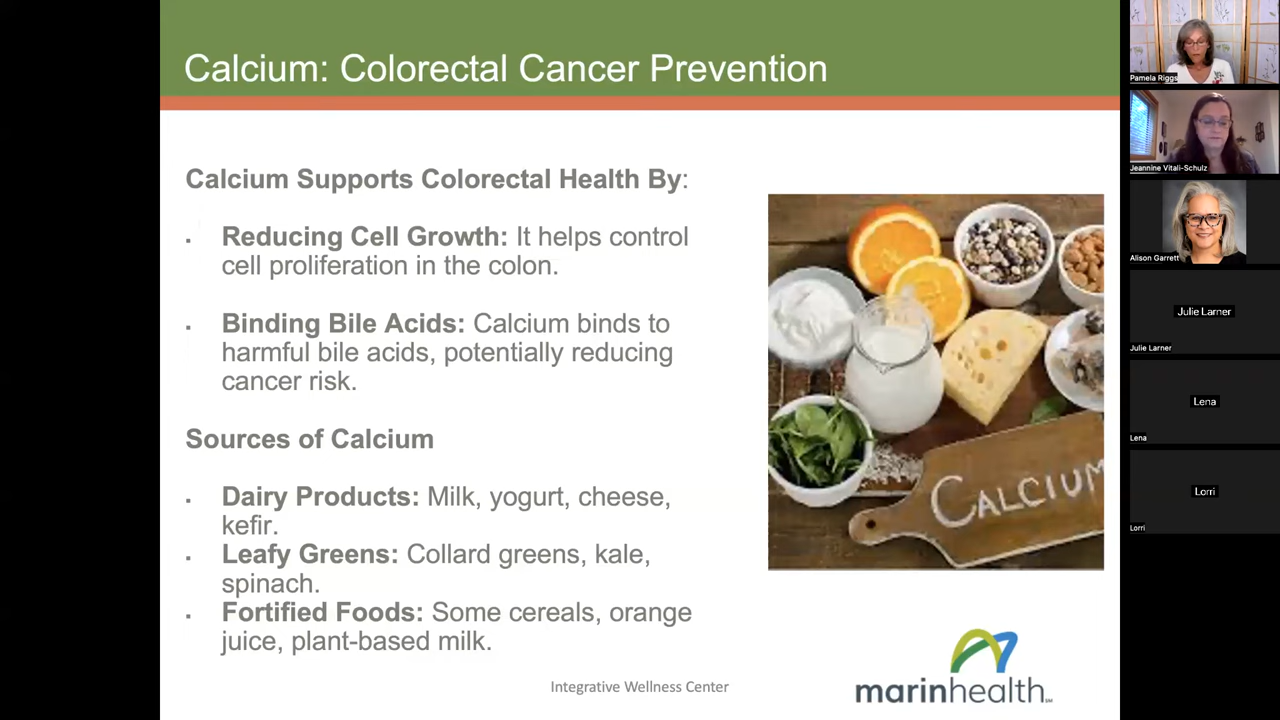 Calcium: Colorectal Cancer Prevention
Calcium Supports Colorectal Health By:
▪ Reducing Cell Growth: It helps control
cell proliferation in the colon.
▪ Binding Bile Acids: Calcium binds to
harmful bile acids, potentially reducing
cancer risk.
Sources of Calcium
▪ Dairy Products: Milk, yogurt, cheese,
kefir.
▪ Leafy Greens: Collard greens, kale,
spinach.
▪ Fortified Foods: Some cereals, orange
juice, plant-based milk.
CALCIUM
Integrative Wellness Center
marinhealth℠
Pamela Riggs
Jeannine Vitali-Schulz
Alison Garrett
Julie Larner
Julie Larner
Lena
Lena
Lorri
Lorri